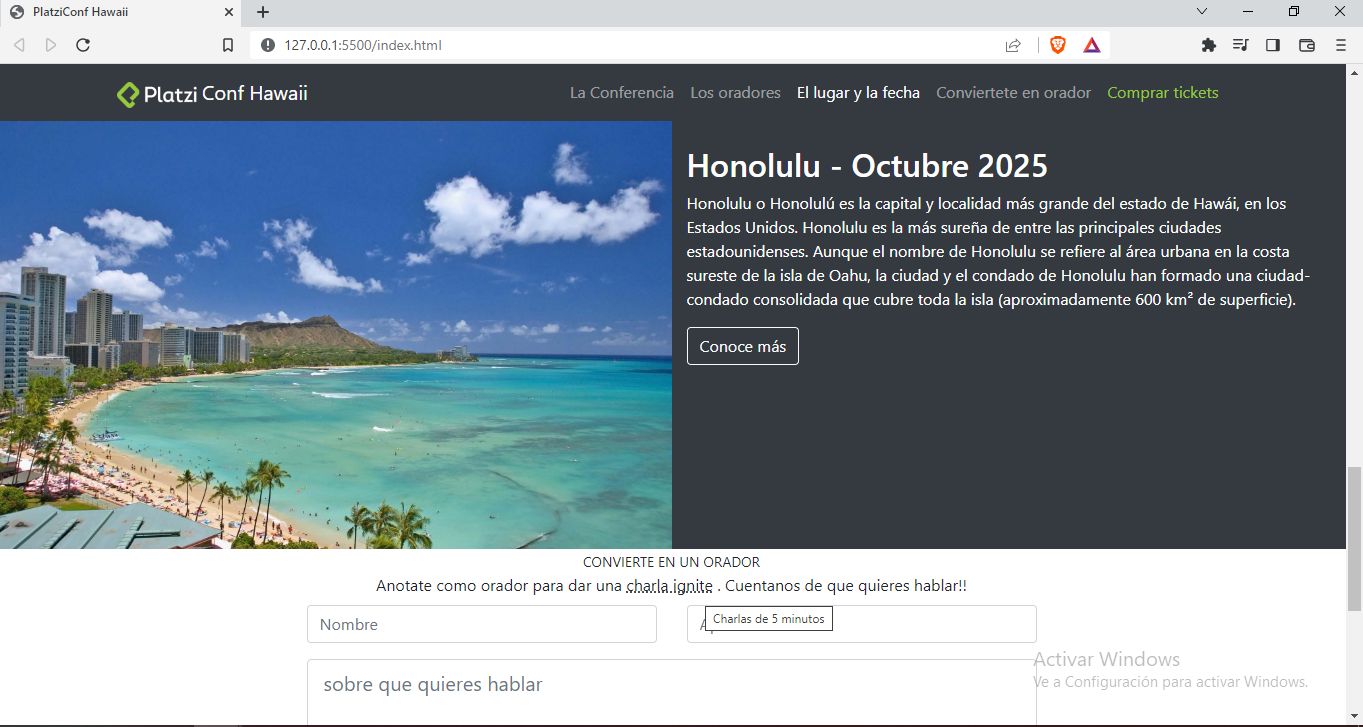 PlatziConf Hawaii
127.0.0.1:5500/index.html
Platzi Conf Hawaii
La Conferencia Los oradores El lugar y la fecha Conviertete en orador Comprar tickets
Honolulu - Octubre 2025
Honolulu o Honolulú es la capital y localidad más grande del estado de Hawái, en los
Estados Unidos. Honolulu es la más sureña de entre las principales ciudades
estadounidenses. Aunque el nombre de Honolulu se refiere al área urbana en la costa
sureste de la isla de Oahu, la ciudad y el condado de Honolulu han formado una ciudad-
condado consolidada que cubre toda la isla (aproximadamente 600 km² de superficie).
Conoce más
CONVIERTE EN UN ORADOR
Anotate como orador para dar una charla ignite . Cuentanos de que quieres hablar!!
Nombre
Charlas de 5 minutos
sobre que quieres hablar
Activar Windows
Ve a Configuración para activar Windows.